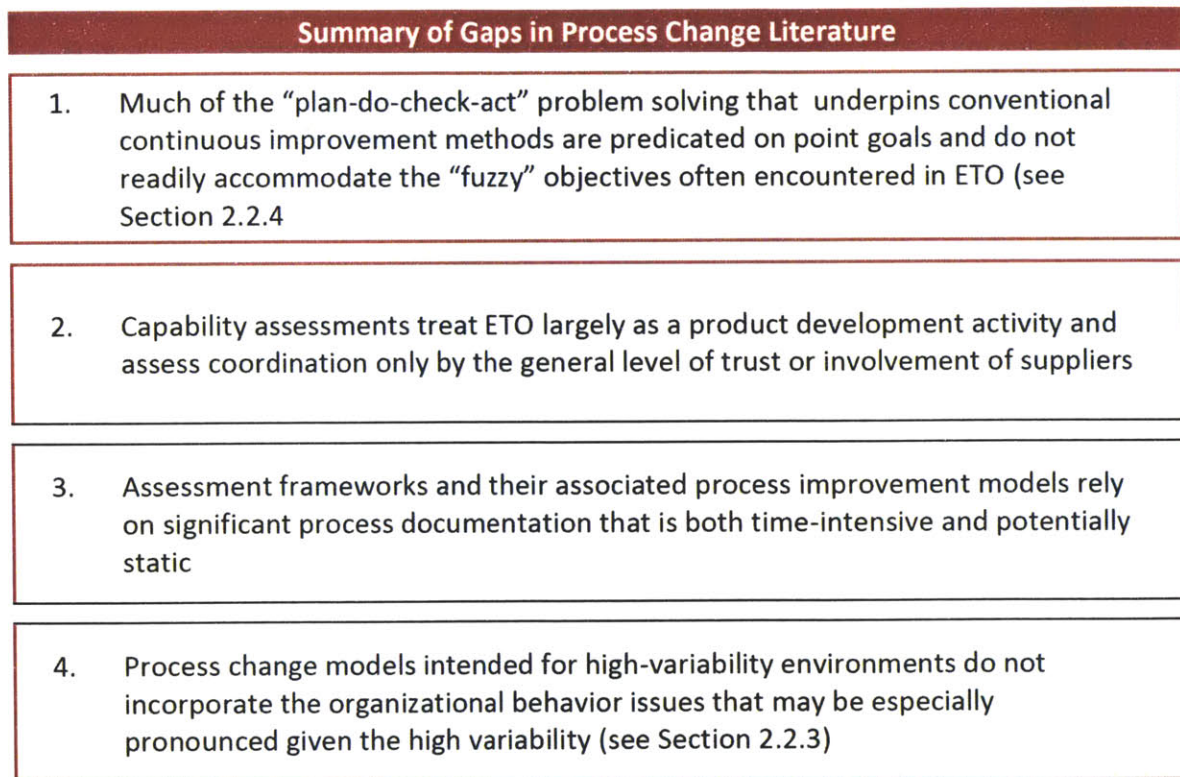 Summary of Gaps in Process Change Literature
1. Much of the “plan-do-check-act” problem solving that underpins conventional
continuous improvement methods are predicated on point goals and do not
readily accommodate the “fuzzy” objectives often encountered in ETO (see
Section 2.2.4
2. Capability assessments treat ETO largely as a product development activity and
assess coordination only by the general level of trust or involvement of suppliers
3. Assessment frameworks and their associated process improvement models rely
on significant process documentation that is both time-intensive and potentially
static
4. Process change models intended for high-variability environments do not
incorporate the organizational behavior issues that may be especially
pronounced given the high variability (see Section 2.2.3)